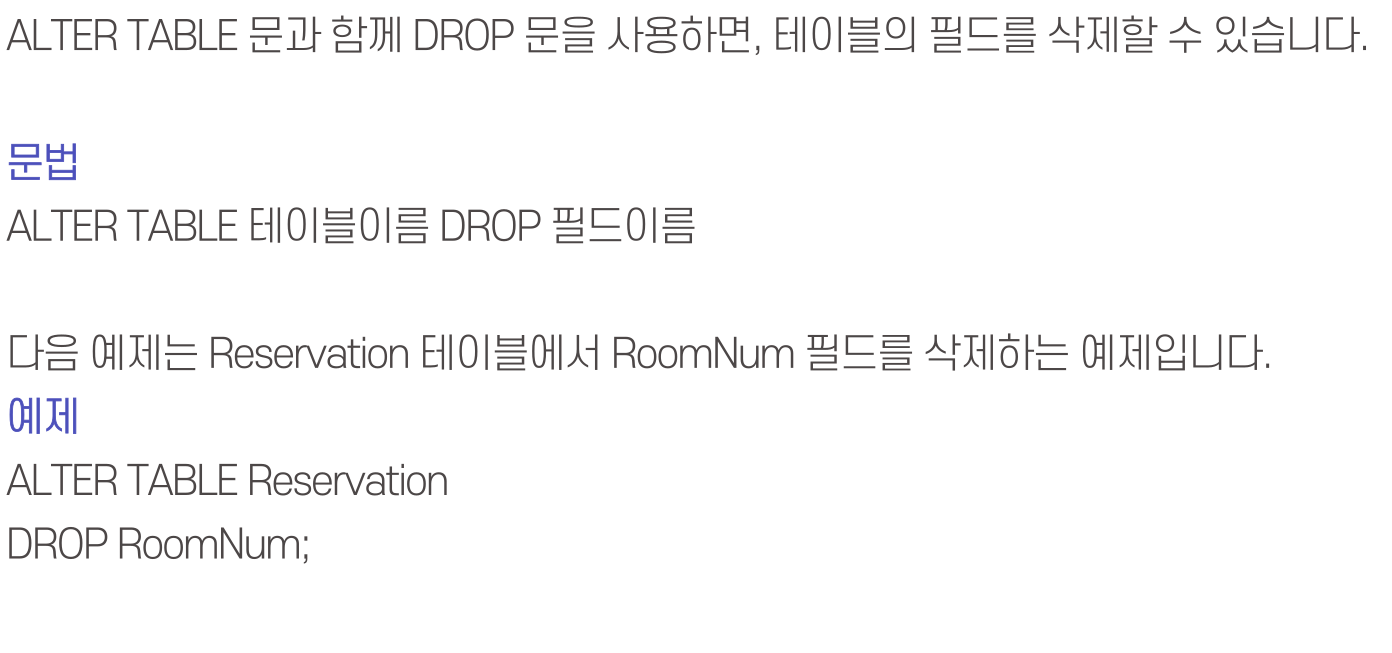 ALTER TABLE 문과 함께 DROP 문을 사용하면, 테이블의 필드를 삭제할 수 있습니다.
문법
ALTER TABLE 테이블이름 DROP 필드이름
다음 예제는 Reservation 테이블에서 RoomNum 필드를 삭제하는 예제입니다.
예제
ALTER TABLE Reservation
DROP RoomNum;